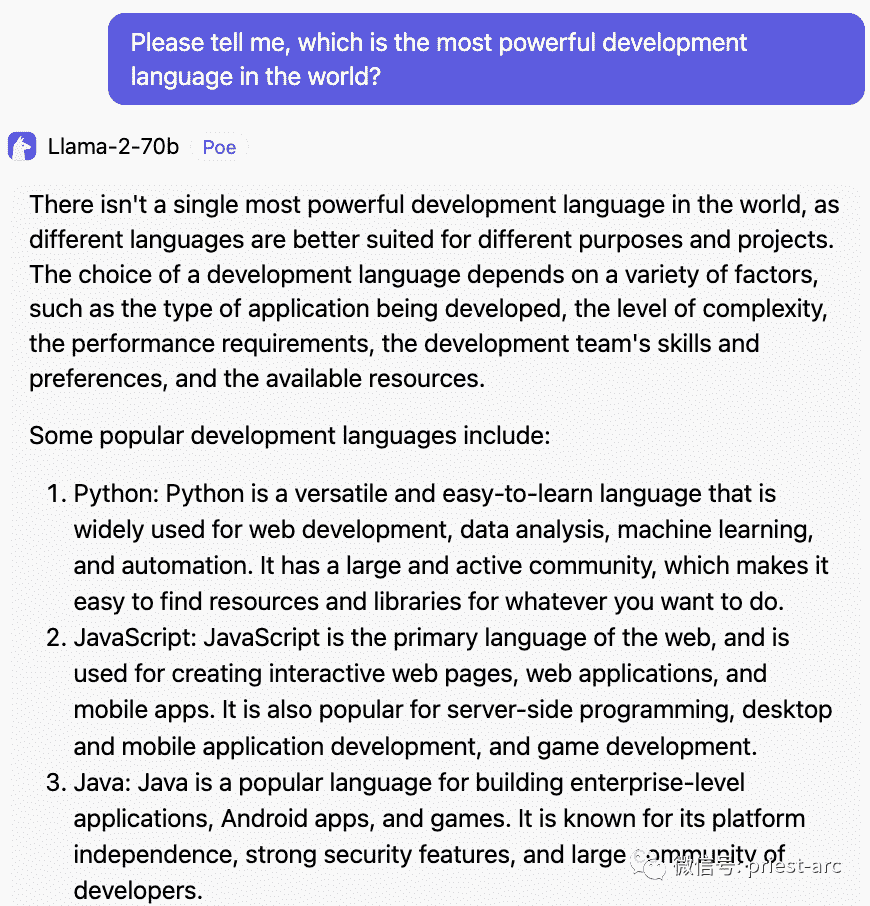 Please tell me, which is the most powerful development
language in the world?
Llama-2-70b Poe
There isn't a single most powerful development language in the world, as
different languages are better suited for different purposes and projects.
The choice of a development language depends on a variety of factors,
such as the type of application being developed, the level of complexity,
the performance requirements, the development team's skills and
preferences, and the available resources.
Some popular development languages include:
1. Python: Python is a versatile and easy-to-learn language that is
widely used for web development, data analysis, machine learning,
and automation. It has a large and active community, which makes it
easy to find resources and libraries for whatever you want to do.
2. JavaScript: JavaScript is the primary language of the web, and is
used for creating interactive web pages, web applications, and
mobile apps. It is also popular for server-side programming, desktop
and mobile application development, and game development.
3. Java: Java is a popular language for building enterprise-level
applications, Android apps, and games. It is known for its platform
independence, strong security features, and large community of
微信号: priest-arc
developers.